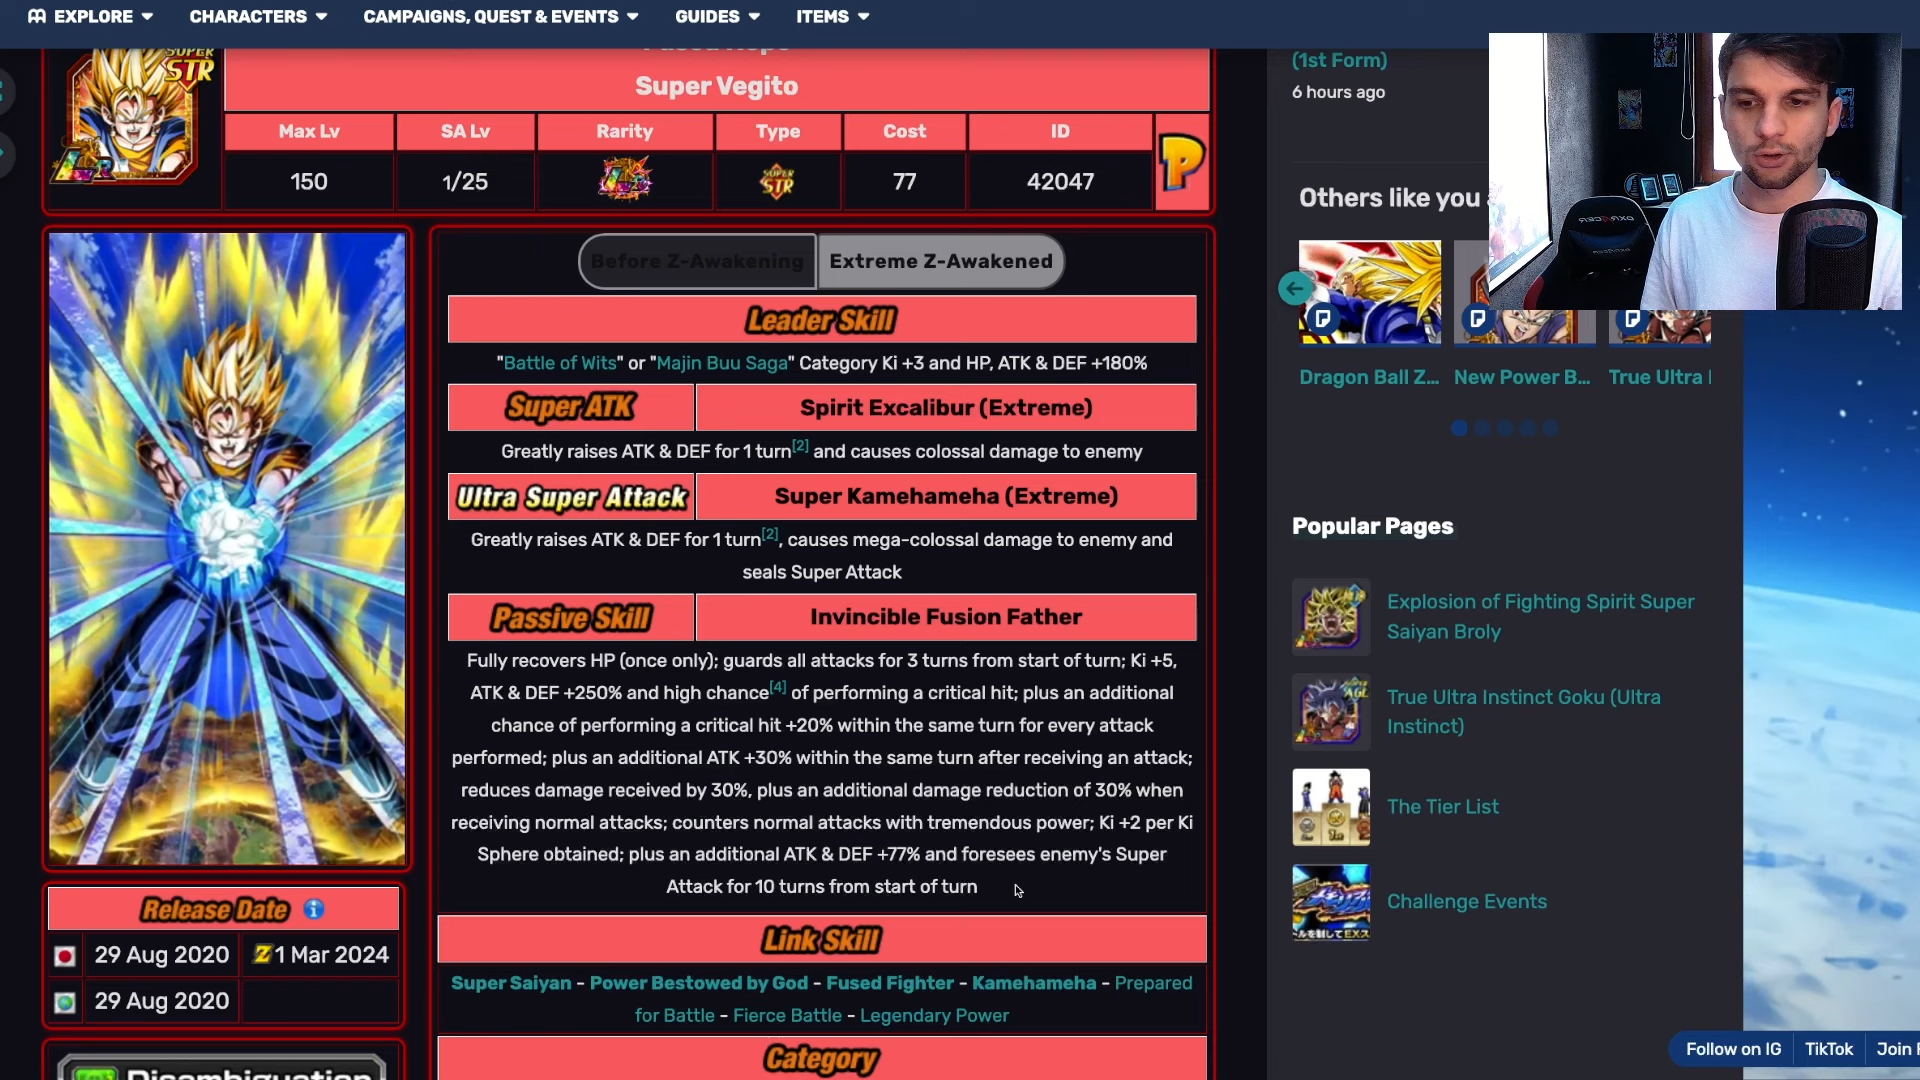 EXPLORE CHARACTERS CAMPAIGNS, QUEST & EVENTS GUIDES ITEMS
Super Vegito
SUPER STR
Max Lv SA Lv Rarity Type Cost ID
150 1/25 LR SUPER STR 77 42047
P
Before Z-Awakening Extreme Z-Awakened
Leader Skill
"Battle of Wits" or "Majin Buu Saga" Category Ki +3 and HP, ATK & DEF +180%
Super ATK Spirit Excalibur (Extreme)
Greatly raises ATK & DEF for 1 turn[2] and causes colossal damage to enemy
Ultra Super Attack Super Kamehameha (Extreme)
Greatly raises ATK & DEF for 1 turn[2], causes mega-colossal damage to enemy and
seals Super Attack
Passive Skill Invincible Fusion Father
Fully recovers HP (once only); guards all attacks for 3 turns from start of turn; Ki +5,
ATK & DEF +250% and high chance[4] of performing a critical hit; plus an additional
chance of performing a critical hit +20% within the same turn for every attack
performed; plus an additional ATK +30% within the same turn after receiving an attack;
reduces damage received by 30%, plus an additional damage reduction of 30% when
receiving normal attacks; counters normal attacks with tremendous power; Ki +2 per Ki
Sphere obtained; plus an additional ATK & DEF +77% and foresees enemy's Super
Attack for 10 turns from start of turn
Link Skill
Super Saiyan - Power Bestowed by God - Fused Fighter - Kamehameha - Prepared
for Battle - Fierce Battle - Legendary Power
Category
Release Date
29 Aug 2020 Z 1 Mar 2024
29 Aug 2020
Disambiguation
(1st Form)
6 hours ago
Others like you
Dragon Ball Z... New Power B... True Ultra
Popular Pages
Explosion of Fighting Spirit Super
Saiyan Broly
True Ultra Instinct Goku (Ultra
Instinct)
The Tier List
Challenge Events
Follow on IG TikTok Join